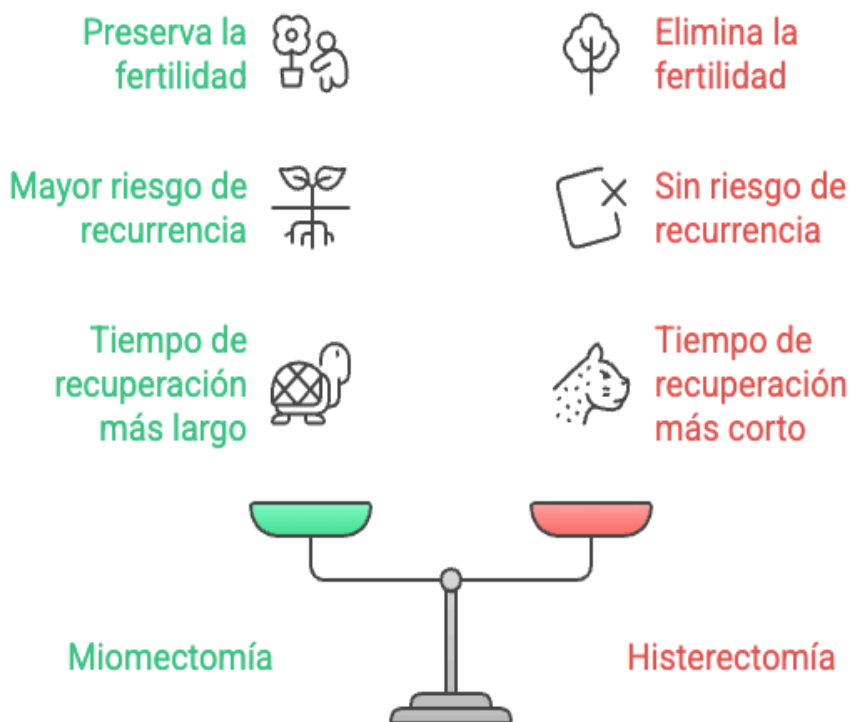 Preserva la
fertilidad
Elimina la
fertilidad
Mayor riesgo de
recurrencia
Sin riesgo de
recurrencia
Tiempo de
recuperación
más largo
Tiempo de
recuperación
más corto
Miomectomía
Histerectomía